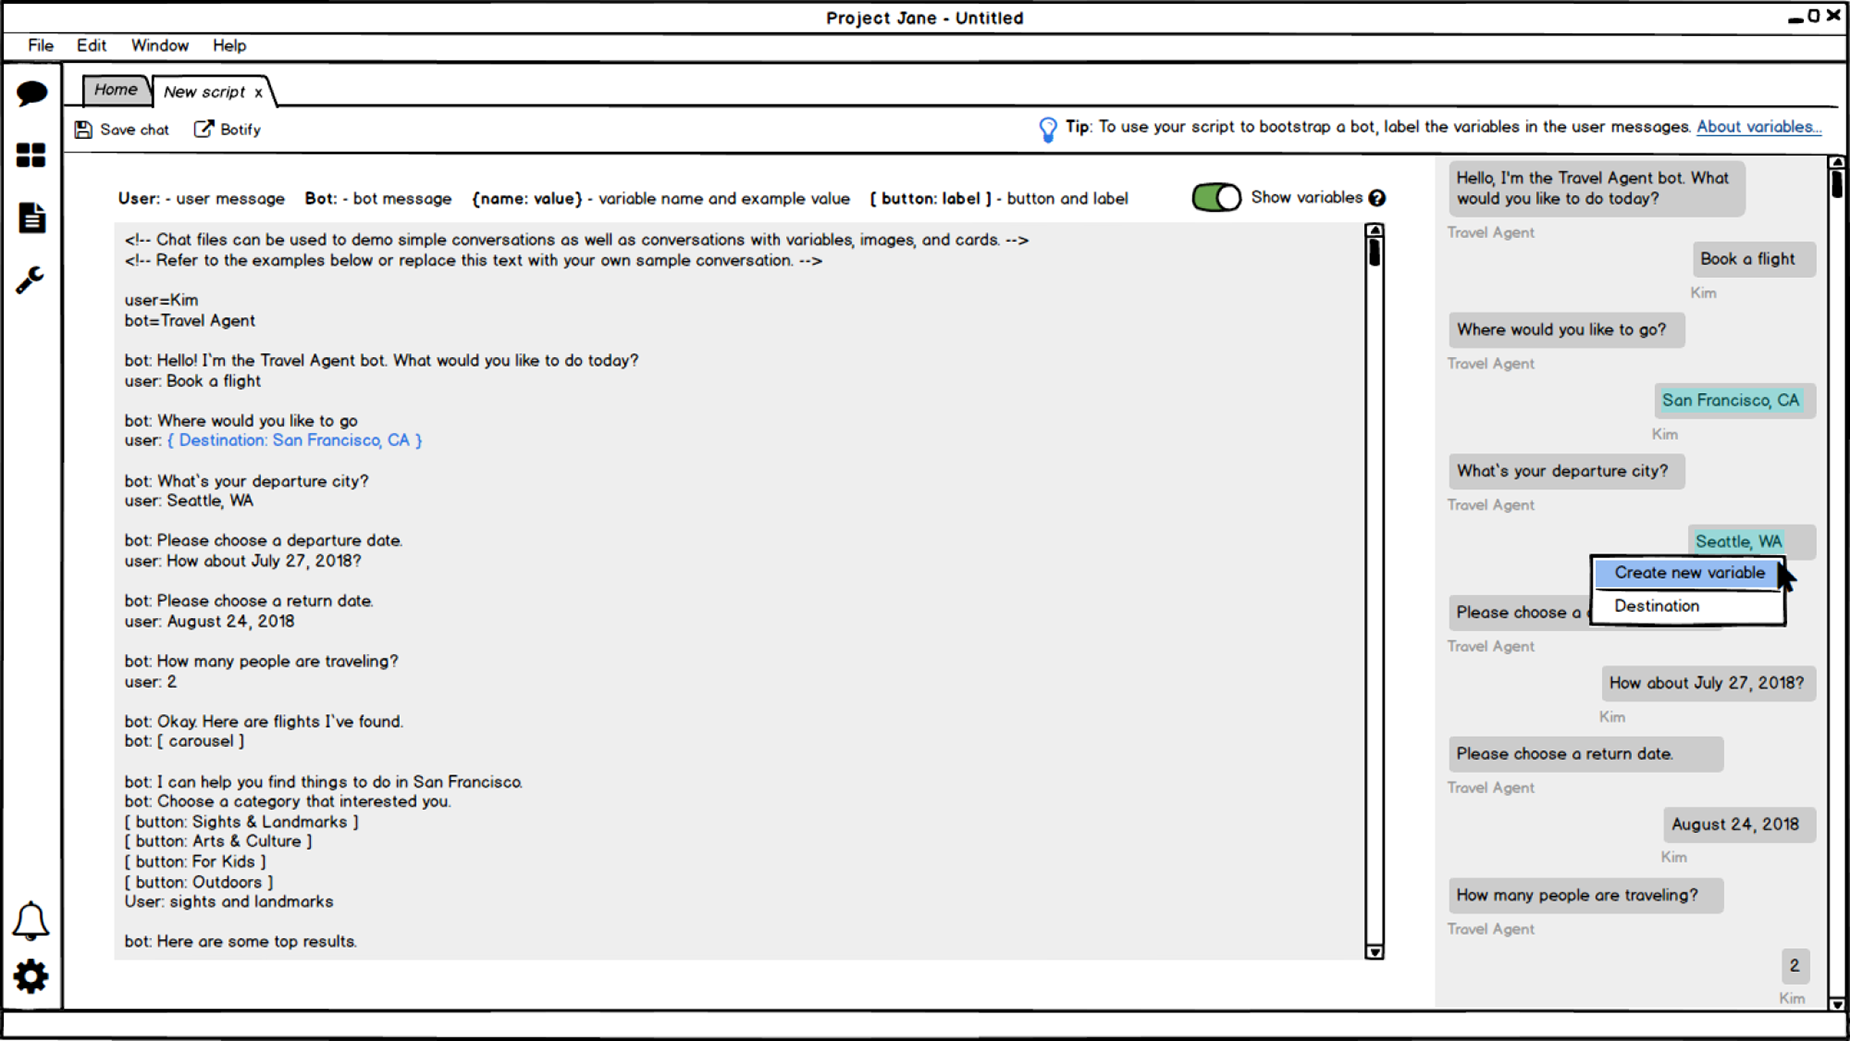 Project Jane - Untitled
File Edit Window Help
Home New script x
Save chat Botify
Tip: To use your script to bootstrap a bot, label the variables in the user messages. About variables...
User: - user message Bot: - bot message {name: value} - variable name and example value [ button: label ] - button and label Show variables ?
<!-- Chat files can be used to demo simple conversations as well as conversations with variables, images, and cards. -->
<!-- Refer to the examples below or replace this text with your own sample conversation. -->
user=Kim
bot=Travel Agent
bot: Hello! I`m the Travel Agent bot. What would you like to do today?
user: Book a flight
bot: Where would you like to go
user: { Destination: San Francisco, CA }
bot: What`s your departure city?
user: Seattle, WA
bot: Please choose a departure date.
user: How about July 27, 2018?
bot: Please choose a return date.
user: August 24, 2018
bot: How many people are traveling?
user: 2
bot: Okay. Here are flights I`ve found.
bot: [ carousel ]
bot: I can help you find things to do in San Francisco.
bot: Choose a category that interested you.
[ button: Sights & Landmarks ]
[ button: Arts & Culture ]
[ button: For Kids ]
[ button: Outdoors ]
User: sights and landmarks
bot: Here are some top results.
Hello, I'm the Travel Agent bot. What
would you like to do today?
Travel Agent
Book a flight
Kim
Where would you like to go?
Travel Agent
San Francisco, CA
Kim
What`s your departure city?
Travel Agent
Seattle, WA
Create new variable
Destination
Please choose a
Travel Agent
How about July 27, 2018?
Kim
Please choose a return date.
Travel Agent
August 24, 2018
Kim
How many people are traveling?
Travel Agent
2
Kim